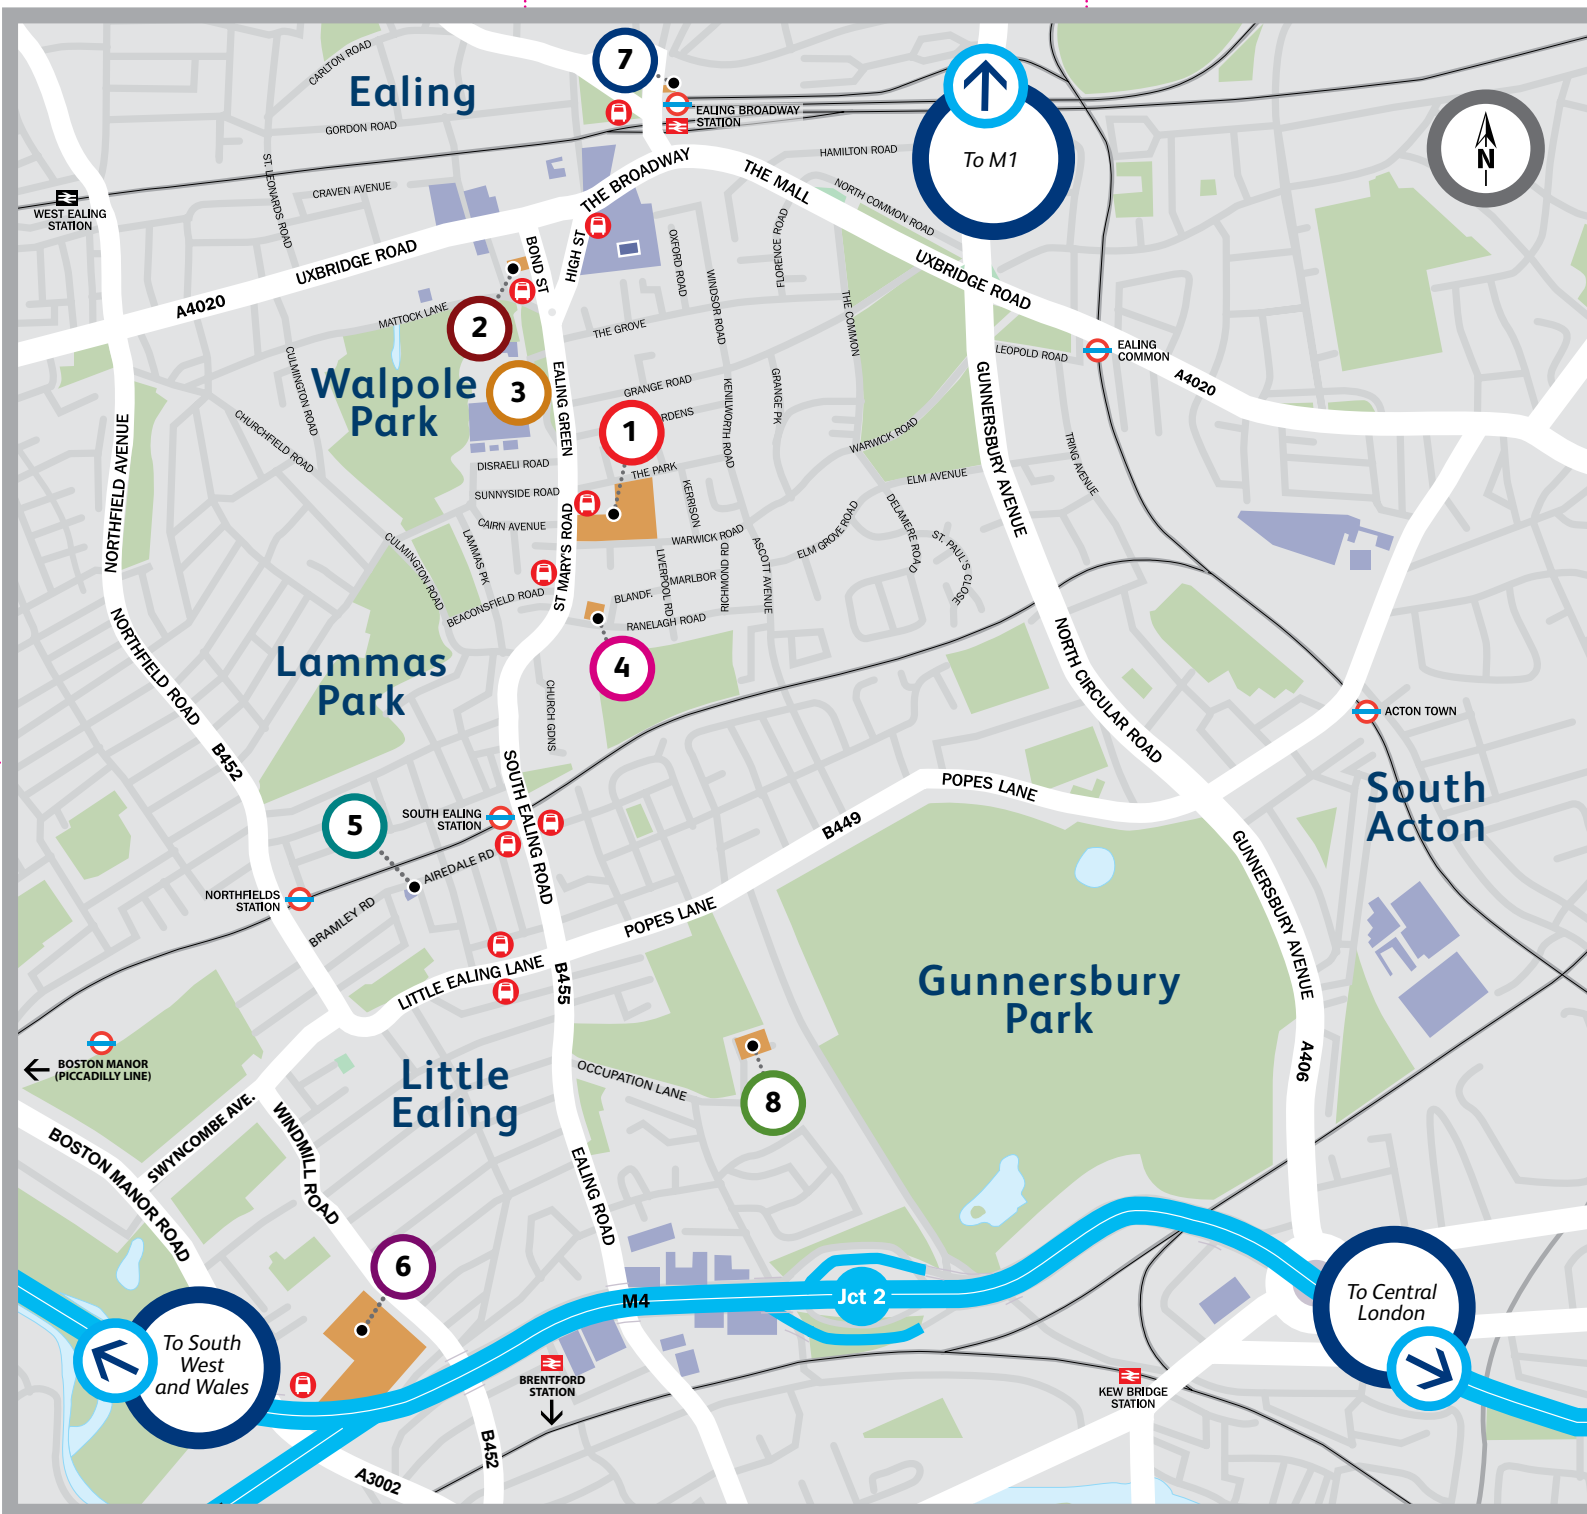 7
Ealing
CARLTON ROAD
GORDON ROAD
EALING BROADWAY
STATION
To M1
N
ST. LEONARDS ROAD
CRAVEN AVENUE
WEST EALING
STATION
THE BROADWAY
THE MALL
HAMILTON ROAD
NORTH COMMON ROAD
UXBRIDGE ROAD
A4020
BOND ST
HIGH ST
OXFORD ROAD
WINDSOR ROAD
FLORENCE ROAD
THE COMMON
UXBRIDGE ROAD
MATTOCK LANE
2
THE GROVE
LEOPOLD ROAD
EALING
COMMON
A4020
CULMINGTON ROAD
Walpole
Park
3
EALING GREEN
GRANGE ROAD
RDENS
KENILWORTH ROAD
GRANGE PK
GUNNERSBURY AVENUE
1
CHURCHFIELD ROAD
WARWICK ROAD
TRING AVENUE
NORTHFIELD AVENUE
DISRAELI ROAD
THE PARK
SUNNYSIDE ROAD
KERRISON
ELM AVENUE
CAIRN AVENUE
ST MARY'S ROAD
WARWICK ROAD
ELM GROVE ROAD
DELAMERE ROAD
ST. PAUL'S CLOSE
CULMINGTON ROAD
LAMMAS PK
LIVERPOOL RD
MARLBOR
RICHMOND RD
ASCOTT AVENUE
BEACONSFIELD ROAD
BLANDF.
RANELAGH ROAD
4
NORTHFIELD ROAD
Lammas
Park
CHURCH GDNS
NORTH CIRCULAR ROAD
ACTON TOWN
B452
SOUTH EALING ROAD
POPES LANE
South
Acton
5
SOUTH EALING
STATION
B449
AIREDALE RD
NORTHFIELDS
STATION
BRAMLEY RD
POPES LANE
GUNNERSBURY AVENUE
LITTLE EALING LANE
B455
Gunnersbury
Park
BOSTON MANOR
(PICCADILLY LINE)
Little
Ealing
OCCUPATION LANE
8
A406
SWYNCOMBE AVE.
WINDMILL ROAD
BOSTON MANOR ROAD
EALING ROAD
6
M4
Jct 2
To Central
London
To South
West
and Wales
BRENTFORD
STATION
KEW BRIDGE
STATION
B452
A3002